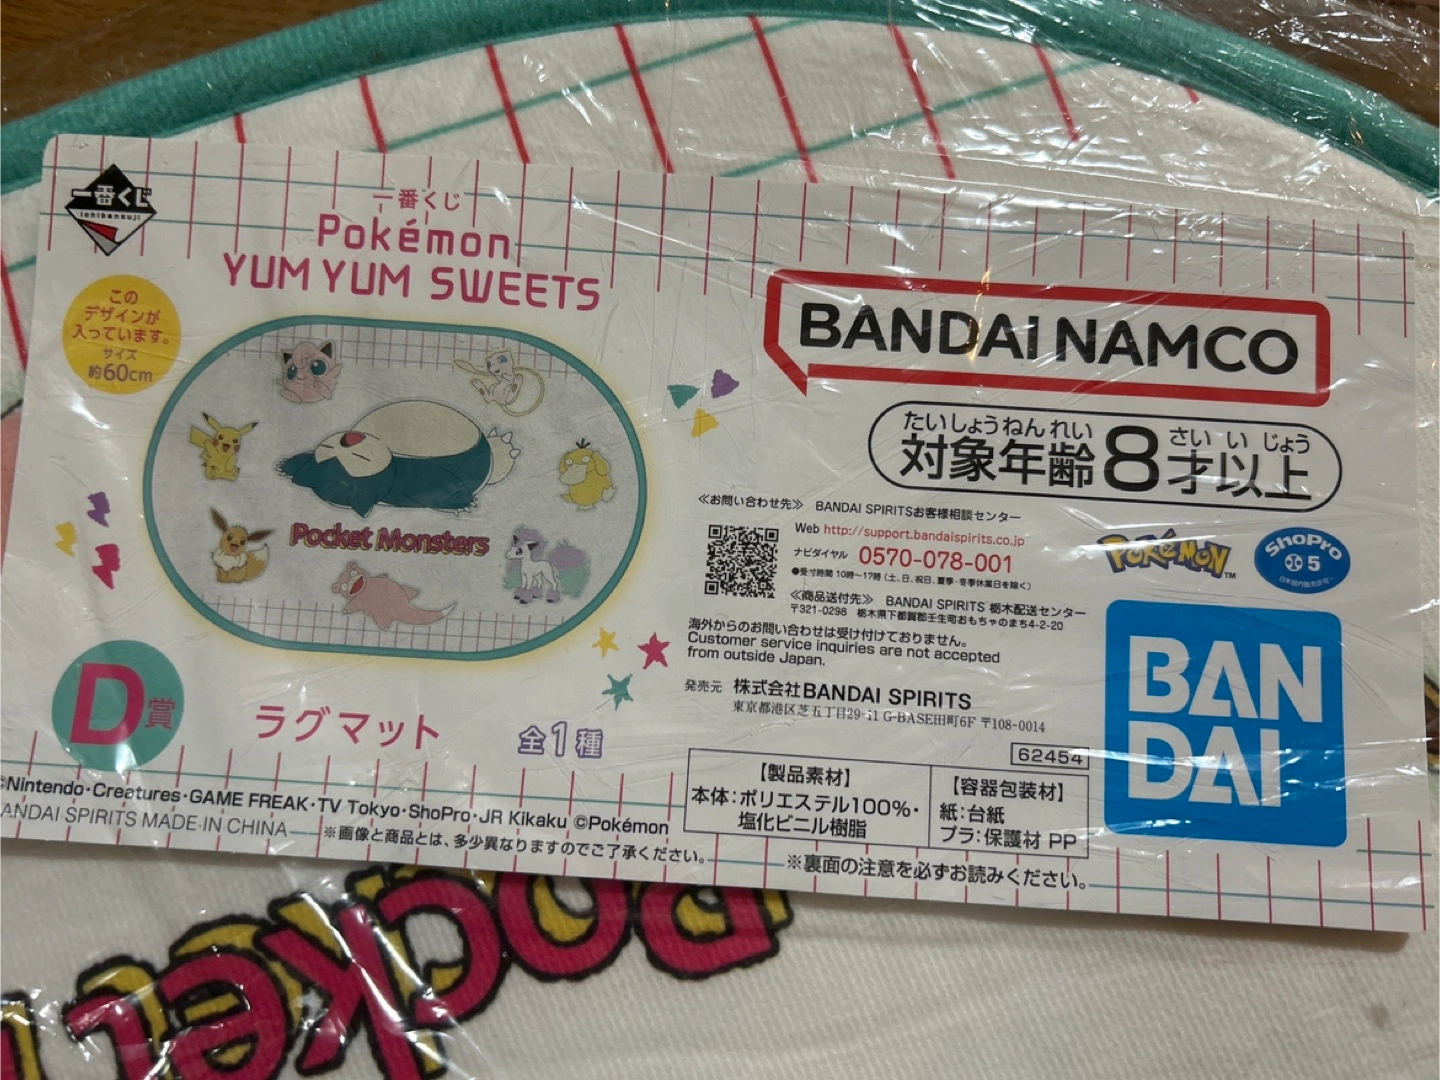 一番くじ
ichibankuji
一番くじ
Pokémon
YUM YUM SWEETS
この
デザインが
入っています。
サイズ
約60cm
Pocket Monsters
D賞
ラグマット
全1種
©Nintendo・Creatures・GAME FREAK・TV Tokyo・ShoPro・JR Kikaku ©Pokémon
BANDAI SPIRITS MADE IN CHINA
※画像と商品とは、多少異なりますのでご了承ください。
BANDAI NAMCO
たいしょうねんれい さい い じょう
対象年齢8才以上
≪お問い合わせ先≫ BANDAI SPIRITSお客様相談センター
Web http://support.bandaispirits.co.jp
ナビダイヤル 0570-078-001
●受付時間 10時〜17時(土、日、祝日、夏季・冬季休業日を除く)
≪商品送付先≫ BANDAI SPIRITS 栃木配送センター
〒321-0298 栃木県下都賀郡壬生町おもちゃのまち4-2-20
海外からのお問い合わせは受け付けておりません。
Customer service inquiries are not accepted
from outside Japan.
発売元 株式会社BANDAI SPIRITS
東京都港区芝五丁目29-11 G-BASE田町6F 〒108-0014
62454
【製品素材】
本体:ポリエステル100%・
塩化ビニル樹脂
【容器包装材】
紙:台紙
プラ:保護材 PP
※裏面の注意を必ずお読みください。
POKéMON TM
ShoPro
5
BAN
DAI
Pocket